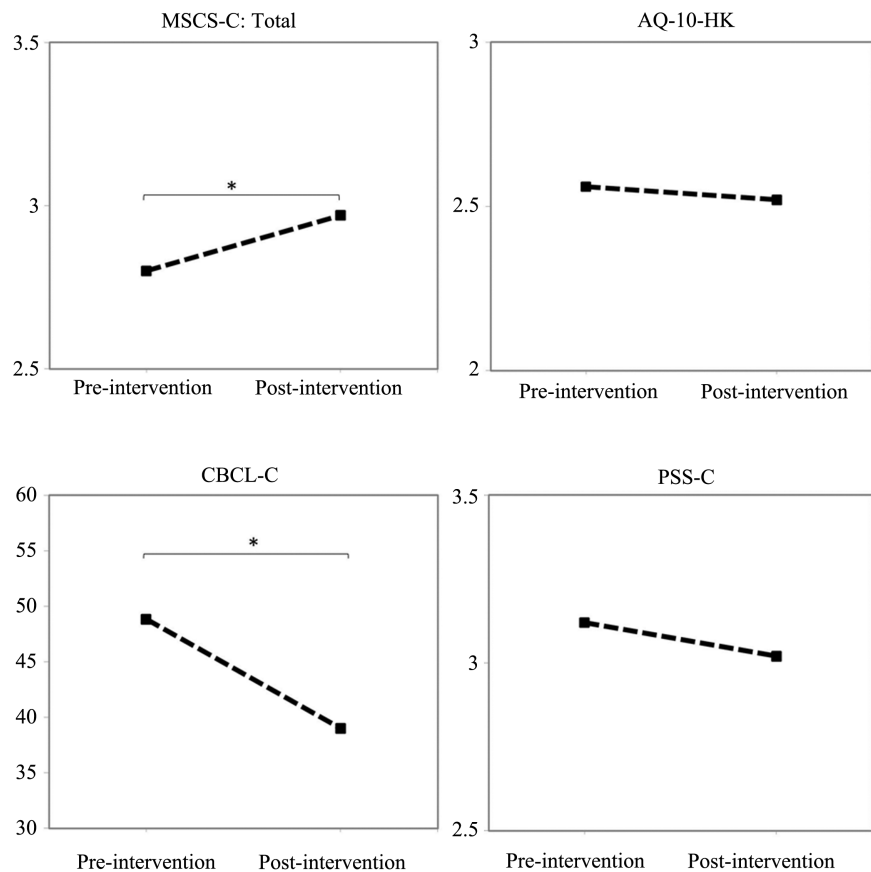 MSCS-C: Total
3.5
3
2.5
*
Pre-intervention Post-intervention
AQ-10-HK
3
2.5
2
Pre-intervention Post-intervention
CBCL-C
60
55
50
45
40
35
30
*
Pre-intervention Post-intervention
PSS-C
3.5
3
2.5
Pre-intervention Post-intervention